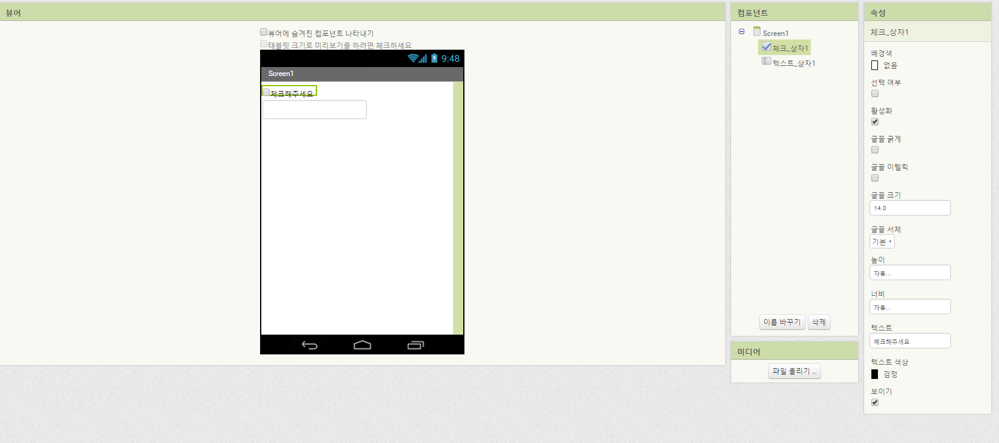 뷰어
뷰어에 숨겨진 컴포넌트 나타내기
태블릿 크기로 미리보기를 하려면 체크하세요
9:48
Screen1
체크해주세요
컴포넌트
Screen1
체크_상자1
텍스트_상자1
이름 바꾸기
삭제
미디어
파일 올리기 ...
속성
체크_상자1
배경색
없음
선택 여부
활성화
글꼴 굵게
글꼴 이텔릭
글꼴 크기
14.0
글꼴 서체
기본
높이
자동...
너비
자동...
텍스트
체크해주세요
텍스트 색상
검정
보이기